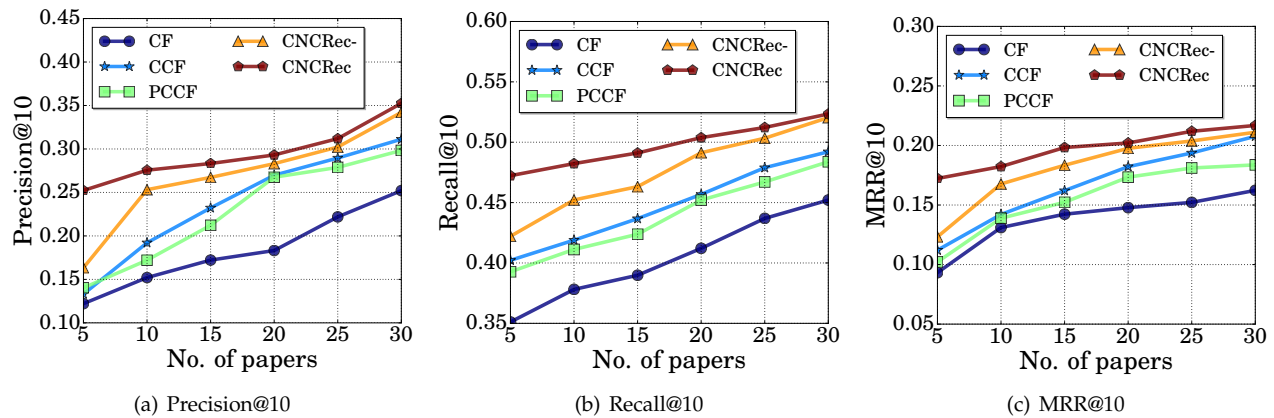 0.45
0.40
0.35
0.30
0.25
0.20
0.15
0.10
Precision@10
CF
CCF
PCCF
CNCRec-
CNCRec
5 10 15 20 25 30
No. of papers
(a) Precision@10
0.60
0.55
0.50
0.45
0.40
0.35
Recall@10
CF
CCF
PCCF
CNCRec-
CNCRec
5 10 15 20 25 30
No. of papers
(b) Recall@10
0.30
0.25
0.20
0.15
0.10
0.05
MRR@10
CF
CCF
PCCF
CNCRec-
CNCRec
5 10 15 20 25 30
No. of papers
(c) MRR@10